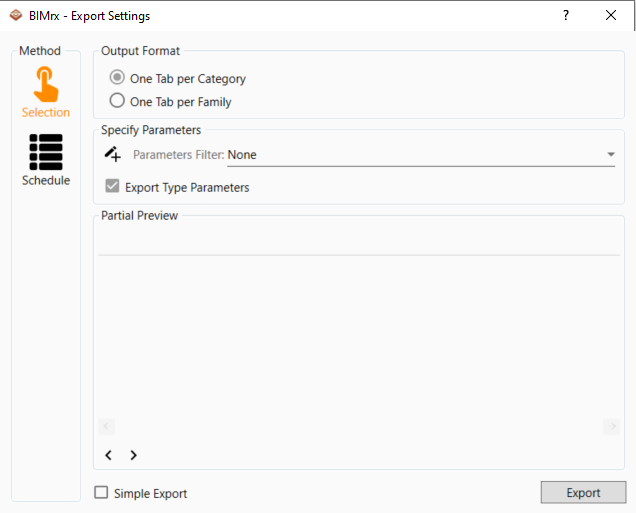 BIMrx - Export Settings
?
Method
Selection
Schedule
Output Format
One Tab per Category
One Tab per Family
Specify Parameters
Parameters Filter: None
Export Type Parameters
Partial Preview
Simple Export
Export